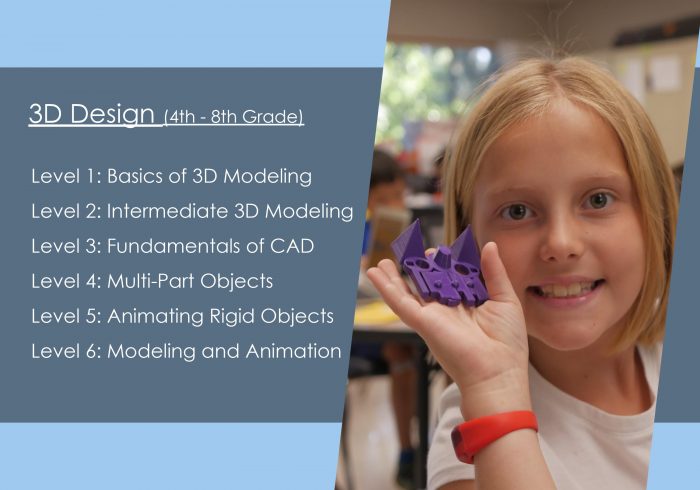 3D Design (4th - 8th Grade)
Level 1: Basics of 3D Modeling
Level 2: Intermediate 3D Modeling
Level 3: Fundamentals of CAD
Level 4: Multi-Part Objects
Level 5: Animating Rigid Objects
Level 6: Modeling and Animation